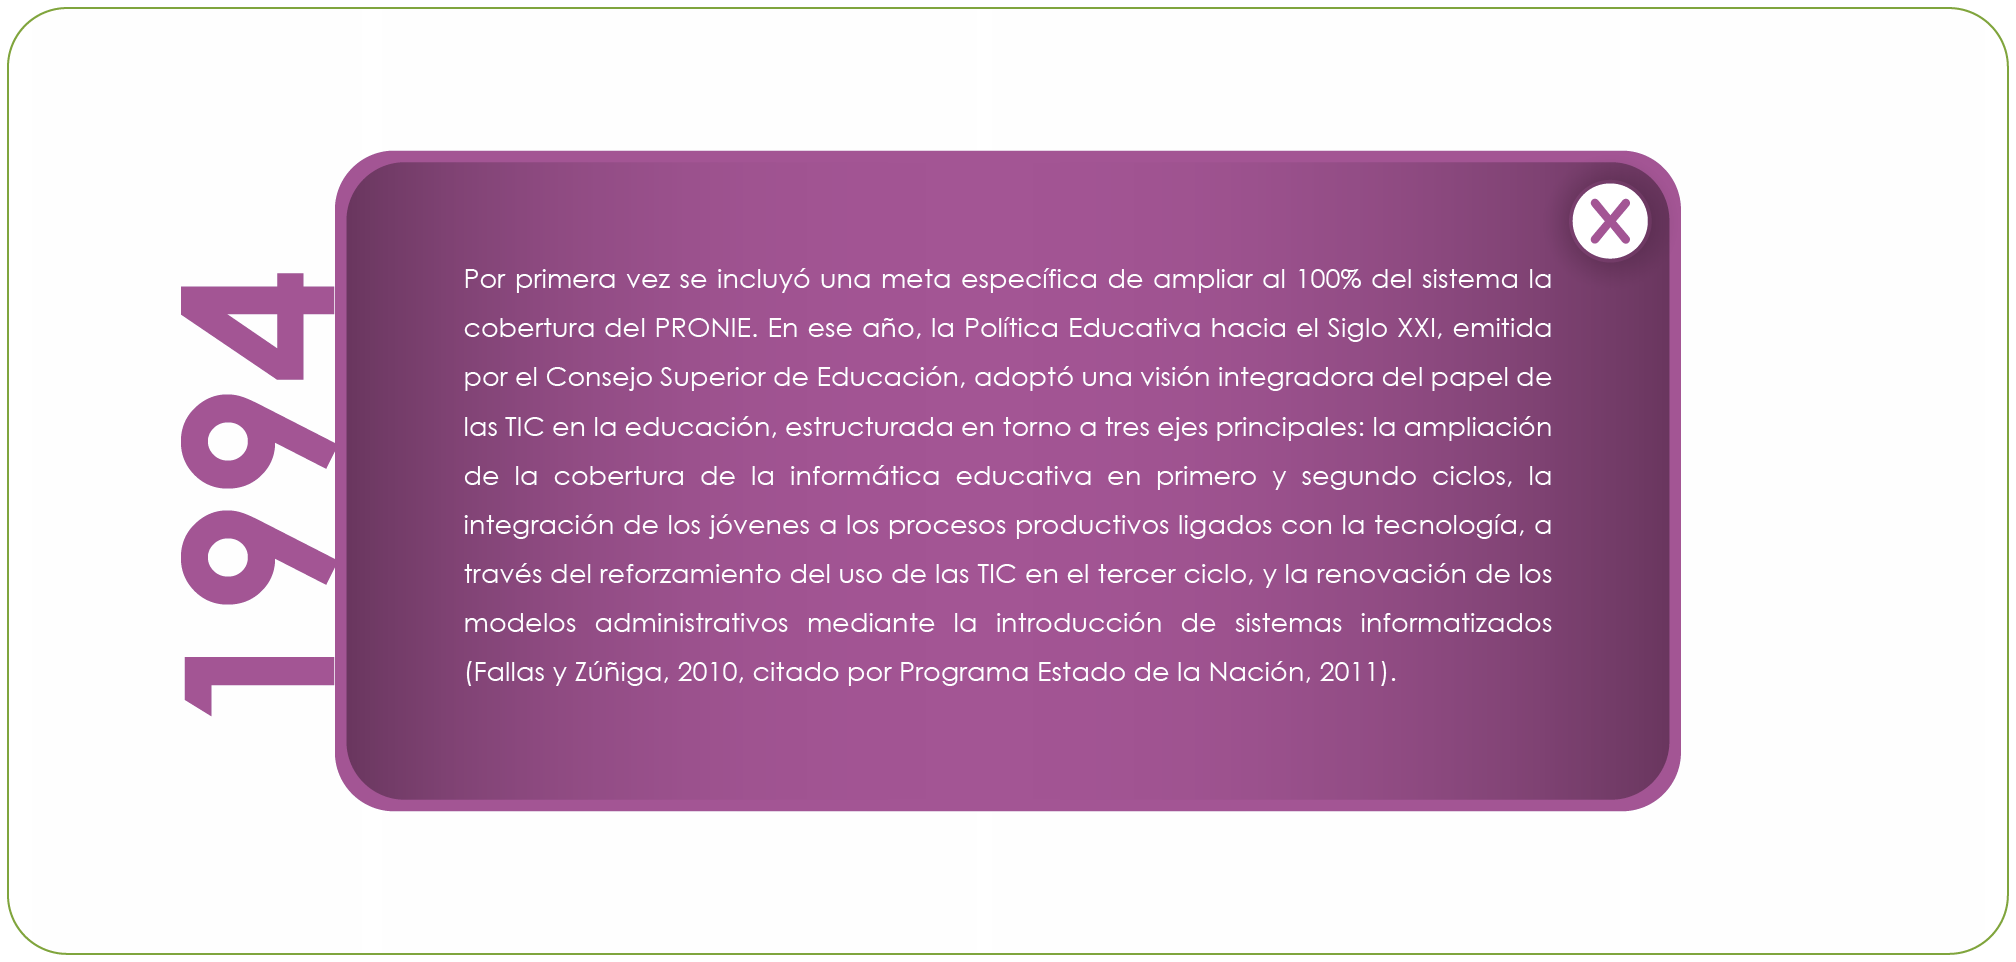 1994
X
Por primera vez se incluyó una meta específica de ampliar al 100% del sistema la
cobertura del PRONIE. En ese año, la Política Educativa hacia el Siglo XXI, emitida
por el Consejo Superior de Educación, adoptó una visión integradora del papel de
las TIC en la educación, estructurada en torno a tres ejes principales: la ampliación
de la cobertura de la informática educativa en primero y segundo ciclos, la
integración de los jóvenes a los procesos productivos ligados con la tecnología, a
través del reforzamiento del uso de las TIC en el tercer ciclo, y la renovación de los
modelos administrativos mediante la introducción de sistemas informatizados
(Fallas y Zúñiga, 2010, citado por Programa Estado de la Nación, 2011).